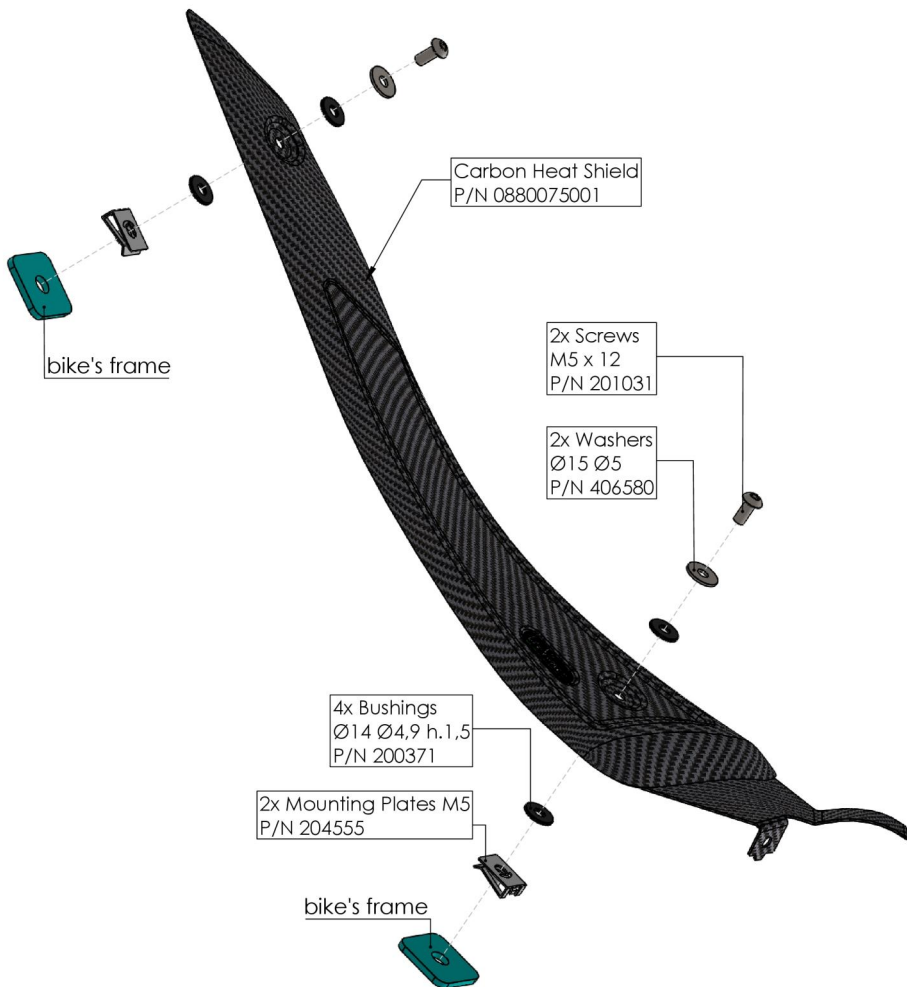 Carbon Heat Shield
P/N 0880075001
bike's frame
2x Screws
M5 x 12
P/N 201031
2x Washers
Ø15 Ø5
P/N 406580
4x Bushings
Ø14 Ø4,9 h.1,5
P/N 200371
2x Mounting Plates M5
P/N 204555
bike's frame